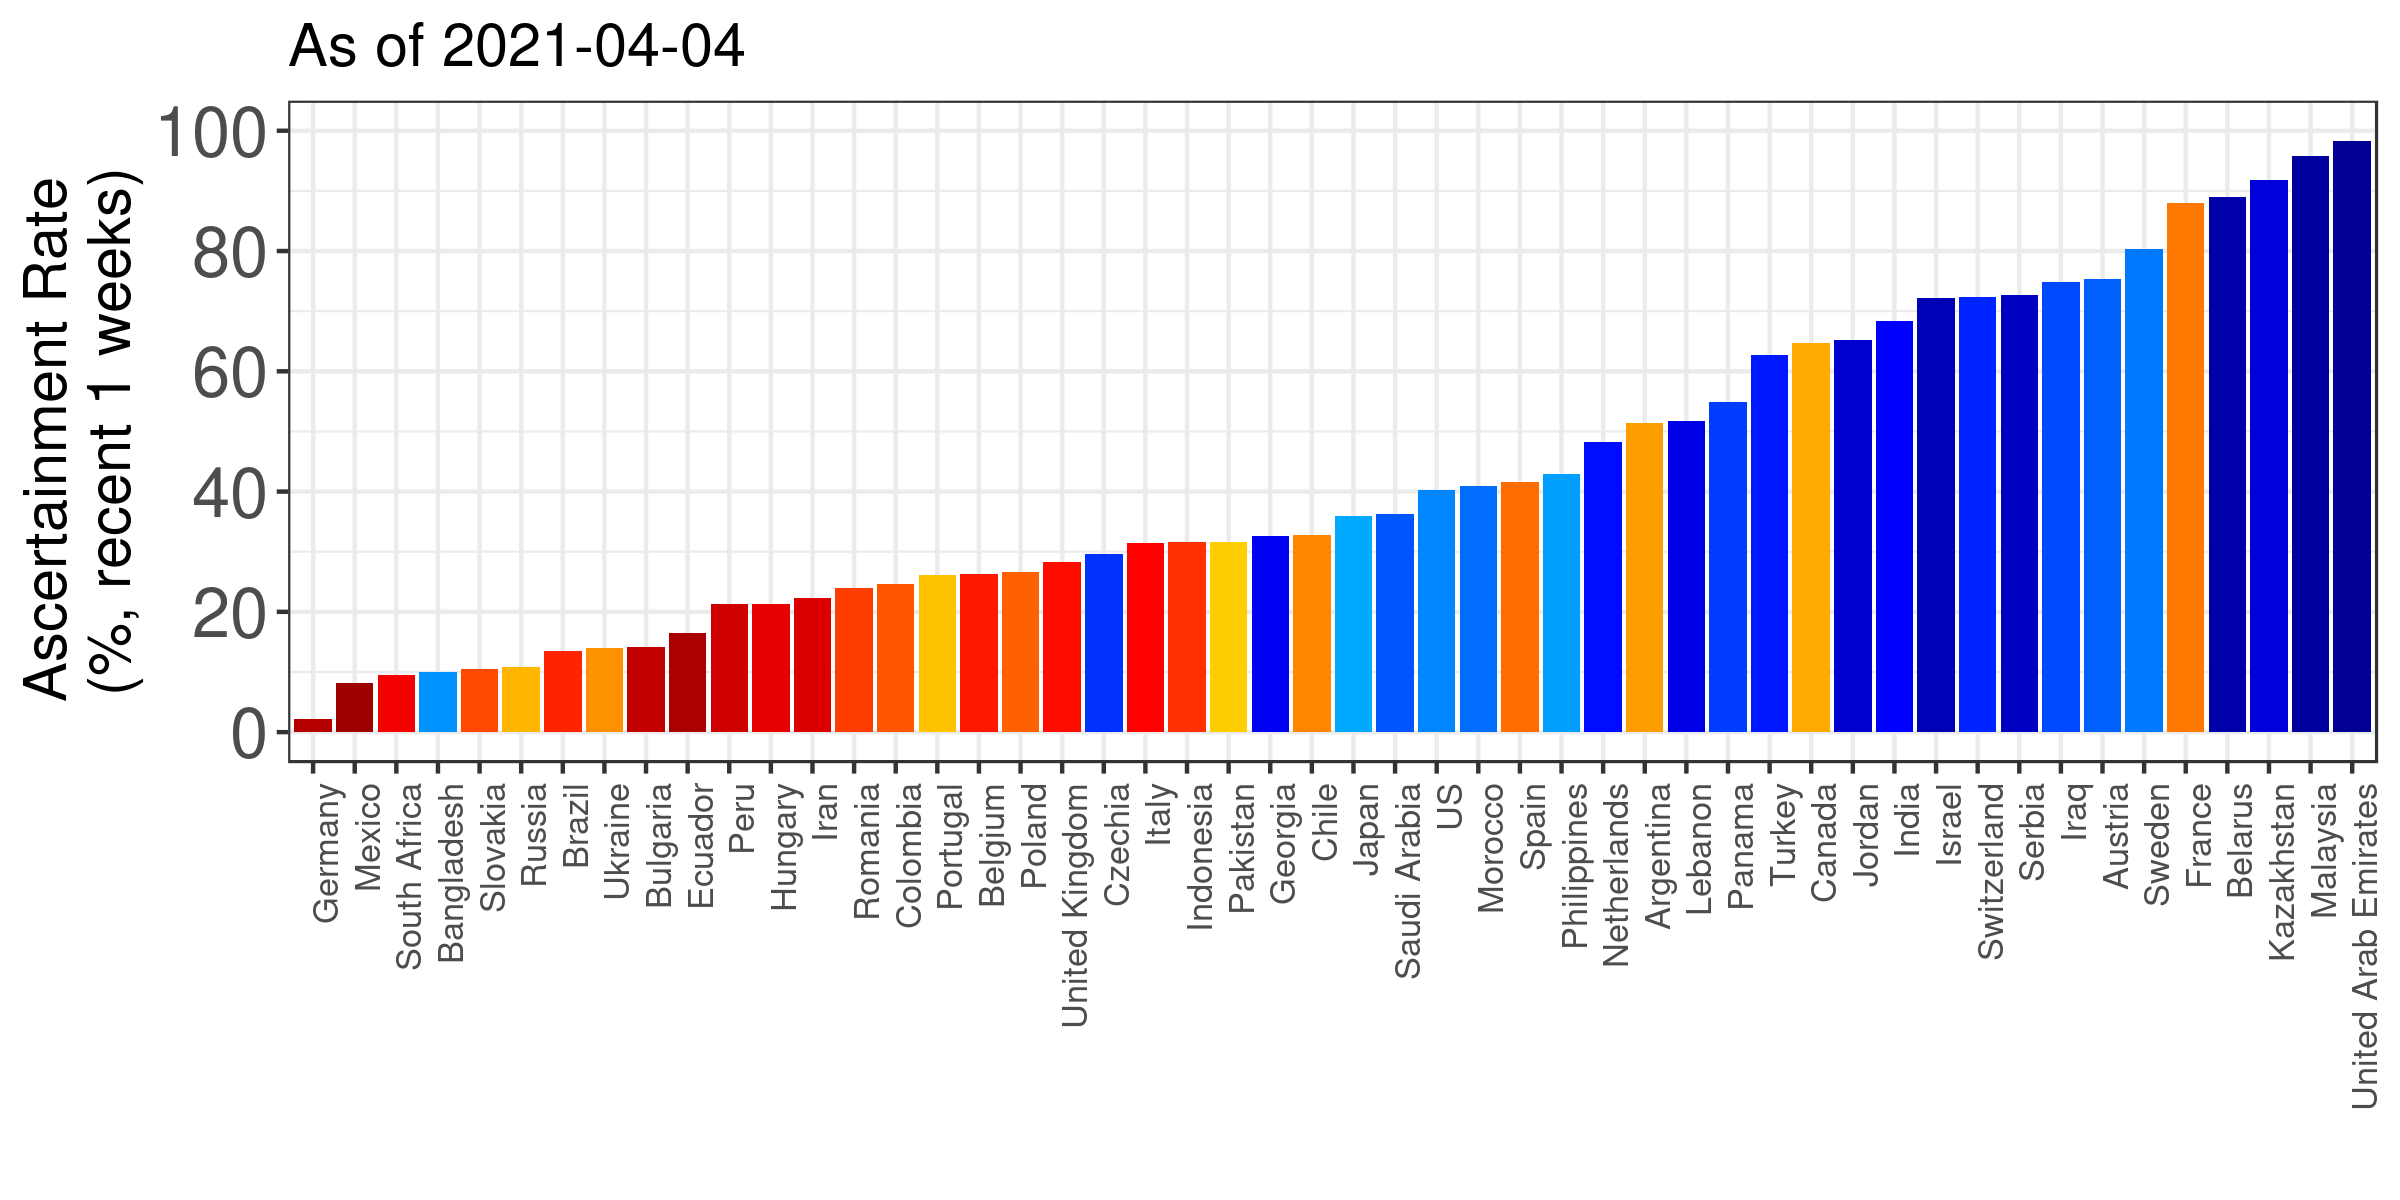 As of 2021-04-04
Ascertainment Rate
(%, recent 1 weeks)
100
80
60
40
20
0
Germany
Mexico
South Africa
Bangladesh
Slovakia
Russia
Brazil
Ukraine
Bulgaria
Ecuador
Peru
Hungary
Iran
Romania
Colombia
Portugal
Belgium
Poland
United Kingdom
Czechia
Italy
Indonesia
Pakistan
Georgia
Chile
Japan
Saudi Arabia
US
Morocco
Spain
Philippines
Netherlands
Argentina
Lebanon
Panama
Turkey
Canada
Jordan
India
Israel
Switzerland
Serbia
Iraq
Austria
Sweden
France
Belarus
Kazakhstan
Malaysia
United Arab Emirates